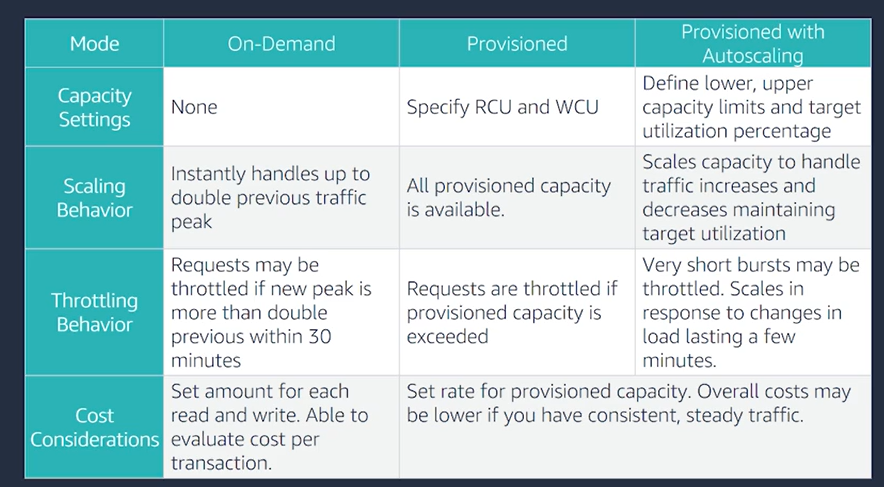 Mode
On-Demand
Provisioned
Provisioned with
Autoscaling
Capacity
Settings
None
Specify RCU and WCU
Define lower, upper
capacity limits and target
utilization percentage
Scaling
Behavior
Instantly handles up to
double previous traffic
peak
All provisioned capacity
is available.
Scales capacity to handle
traffic increases and
decreases maintaining
target utilization
Throttling
Behavior
Requests may be
throttled if new peak is
more than double
previous within 30
minutes
Requests are throttled if
provisioned capacity is
exceeded
Very short bursts may be
throttled. Scales in
response to changes in
load lasting a few
minutes.
Cost
Considerations
Set amount for each
read and write. Able to
evaluate cost per
transaction.
Set rate for provisioned capacity. Overall costs may
be lower if you have consistent, steady traffic.